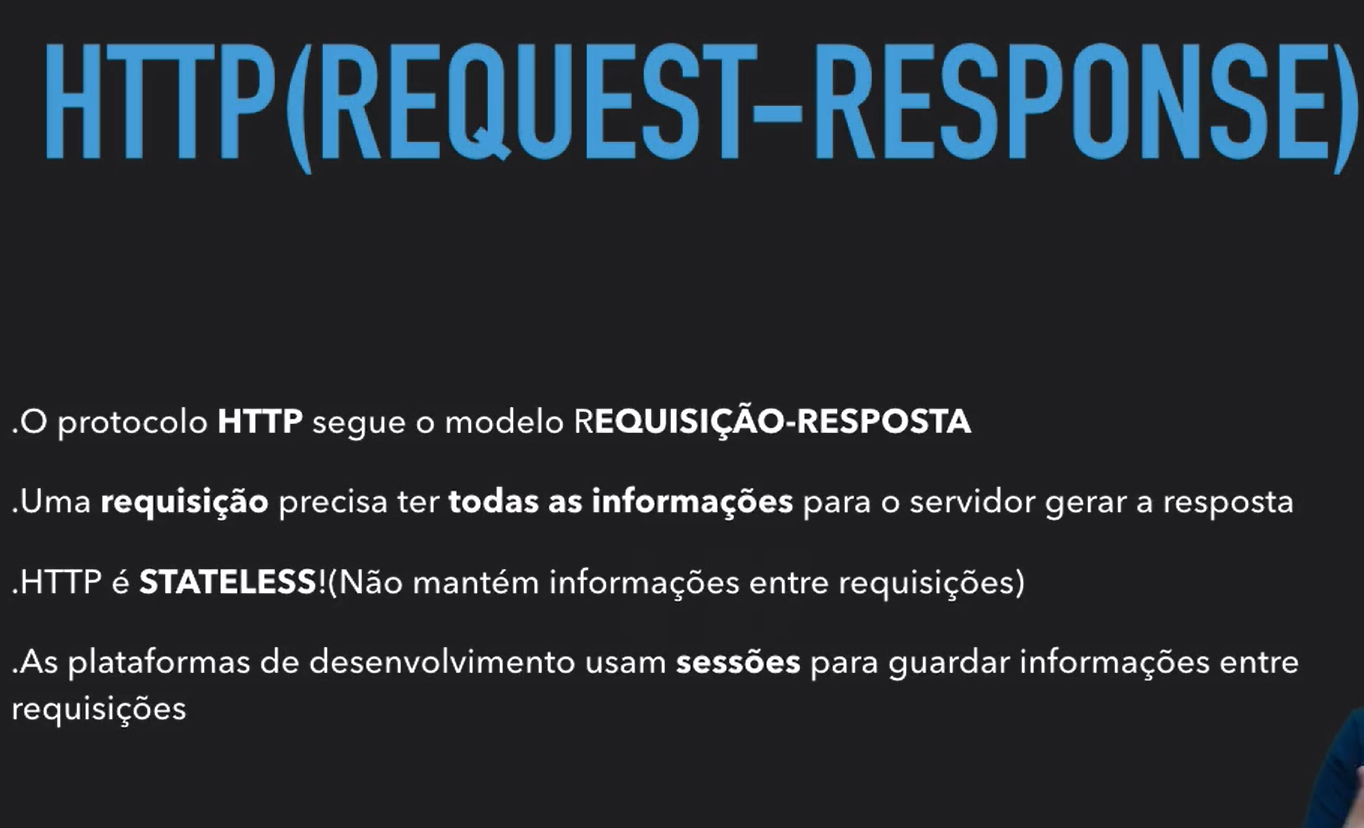 HTTP(REQUEST-RESPONSE)
.O protocolo HTTP segue o modelo REQUISIÇÃO-RESPOSTA
.Uma requisição precisa ter todas as informações para o servidor gerar a resposta
.HTTP é STATELESS!(Não mantém informações entre requisições)
.As plataformas de desenvolvimento usam sessões para guardar informações entre
requisições